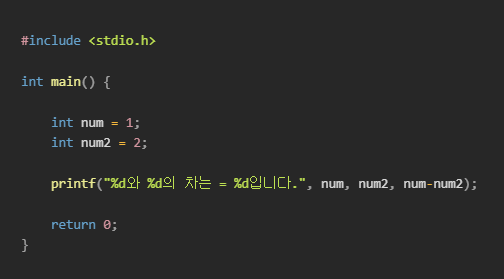 #include <stdio.h>
int main() {
int num = 1;
int num2 = 2;
printf("%d와 %d의 차는 = %d입니다.", num, num2, num-num2);
return 0;
}